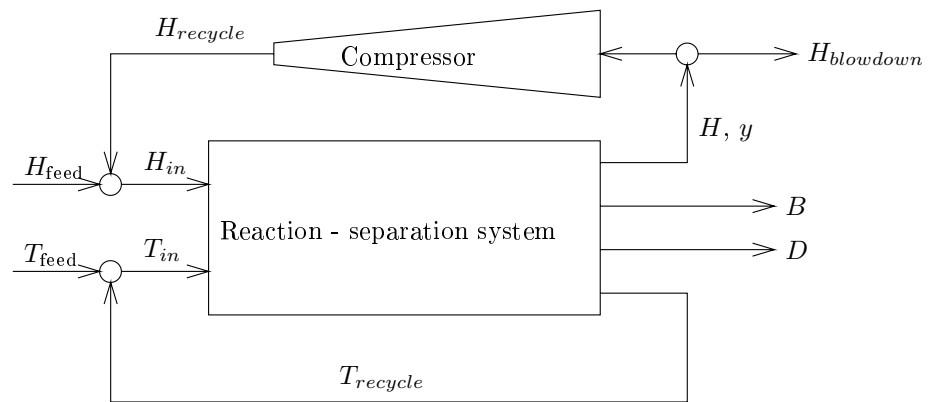 H_recycle
Compressor
H_blowdown
H, y
H_feed
H_in
B
Reaction - separation system
T_feed
T_in
D
T_recycle